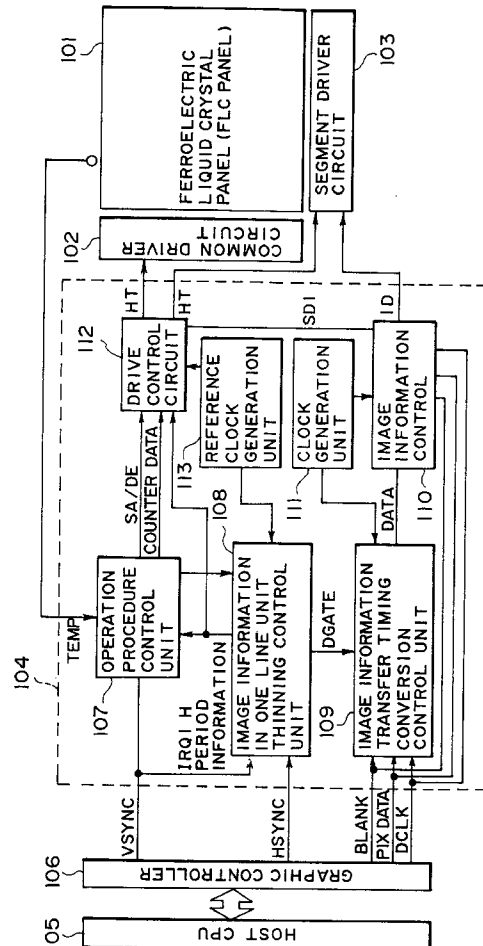 105
HOST CPU
106
GRAPHIC CONTROLLER
VSYNC
HSYNC
BLANK
PIX DATA
DCLK
104
TEMP
107
OPERATION
PROCEDURE
CONTROL
UNIT
IRQI H
PERIOD
INFORMATION
108
IMAGE INFORMATION
IN ONE LINE UNIT
THINNING CONTROL
UNIT
DGATE
109
IMAGE INFORMATION
TRANSFER TIMING
CONVERSION
CONTROL UNIT
SA/DE
COUNTER DATA
112
DRIVE
CONTROL
CIRCUIT
113
REFERENCE
CLOCK
GENERATION
UNIT
111
CLOCK
GENERATION
UNIT
DATA
110
IMAGE
INFORMATION
CONTROL
HT
HT
SDI
ID
102
COMMON DRIVER
CIRCUIT
101
FERROELECTRIC
LIQUID CRYSTAL
PANEL (FLC PANEL)
SEGMENT DRIVER
CIRCUIT
103